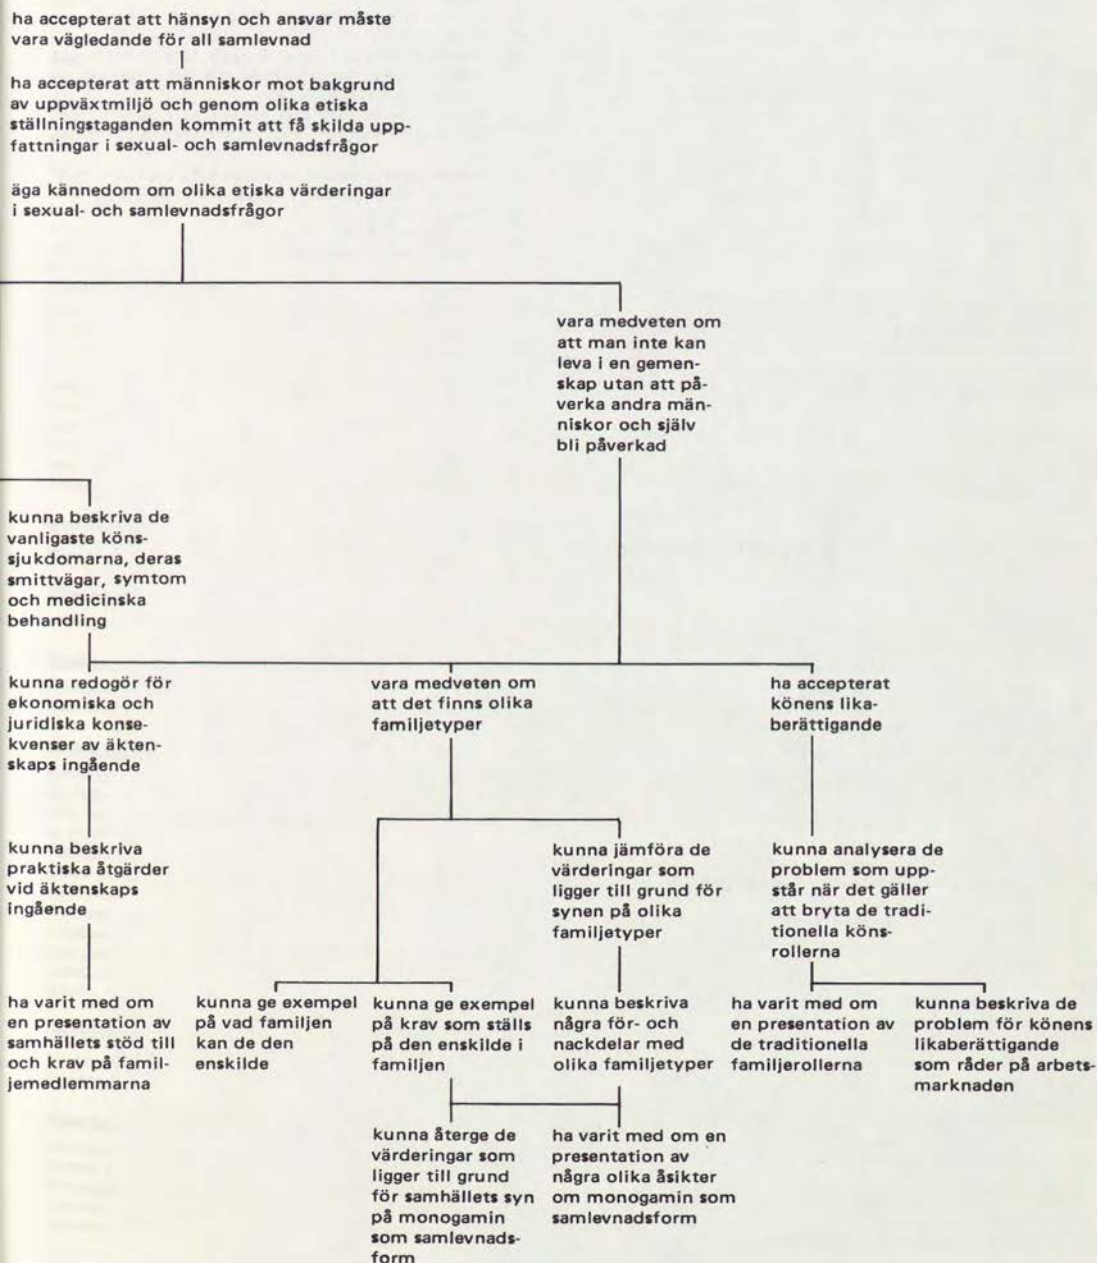 ha accepterat att hänsyn och ansvar måste
vara vägledande för all samlevnad
ha accepterat att människor mot bakgrund
av uppväxtmiljö och genom olika etiska
ställningstaganden kommit att få skilda upp-
fattningar i sexual- och samlevnadsfrågor
äga kännedom om olika etiska värderingar
i sexual- och samlevnadsfrågor
vara medveten om
att man inte kan
leva i en gemen-
skap utan att på-
verka andra män-
niskor och själv
bli påverkad
kunna beskriva de
vanligaste köns-
sjukdomarna, deras
smittvägar, symtom
och medicinska
behandling
kunna redogör för
ekonomiska och
juridiska konse-
kvenser av äkten-
skaps ingående
vara medveten om
att det finns olika
familjetyper
ha accepterat
könens lika-
berättigande
kunna beskriva
praktiska åtgärder
vid äktenskaps
ingående
kunna jämföra de
värderingar som
ligger till grund för
synen på olika
familjetyper
kunna analysera de
problem som upp-
står när det gäller
att bryta de tradi-
tionella köns-
rollerna
ha varit med om
en presentation av
samhällets stöd till
och krav på famil-
jemedlemmarna
kunna ge exempel
på vad familjen
kan de den
enskilde
kunna ge exempel
på krav som ställs
på den enskilde i
familjen
kunna beskriva
några för- och
nackdelar med
olika familjetyper
ha varit med om
en presentation av
de traditionella
familjerollerna
kunna beskriva de
problem för könens
likaberättigande
som råder på arbets-
marknaden
kunna återge de
värderingar som
ligger till grund
för samhällets syn
på monogamin
som samlevnads-
form
ha varit med om en
presentation av
några olika åsikter
om monogamin som
samlevnadsform